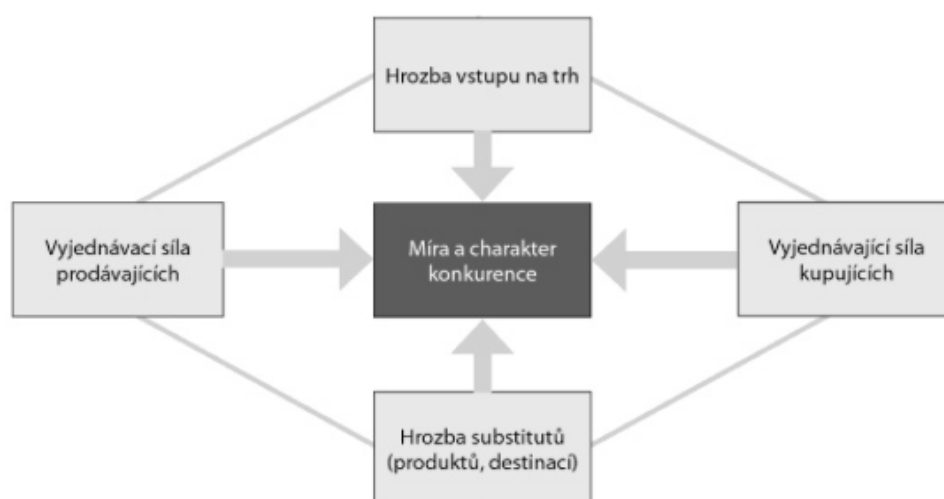 Hrozba vstupu na trh
Vyjednávací síla
prodávajících
Míra a charakter
konkurence
Vyjednávající síla
kupujících
Hrozba substitutů
(produktů, destinací)